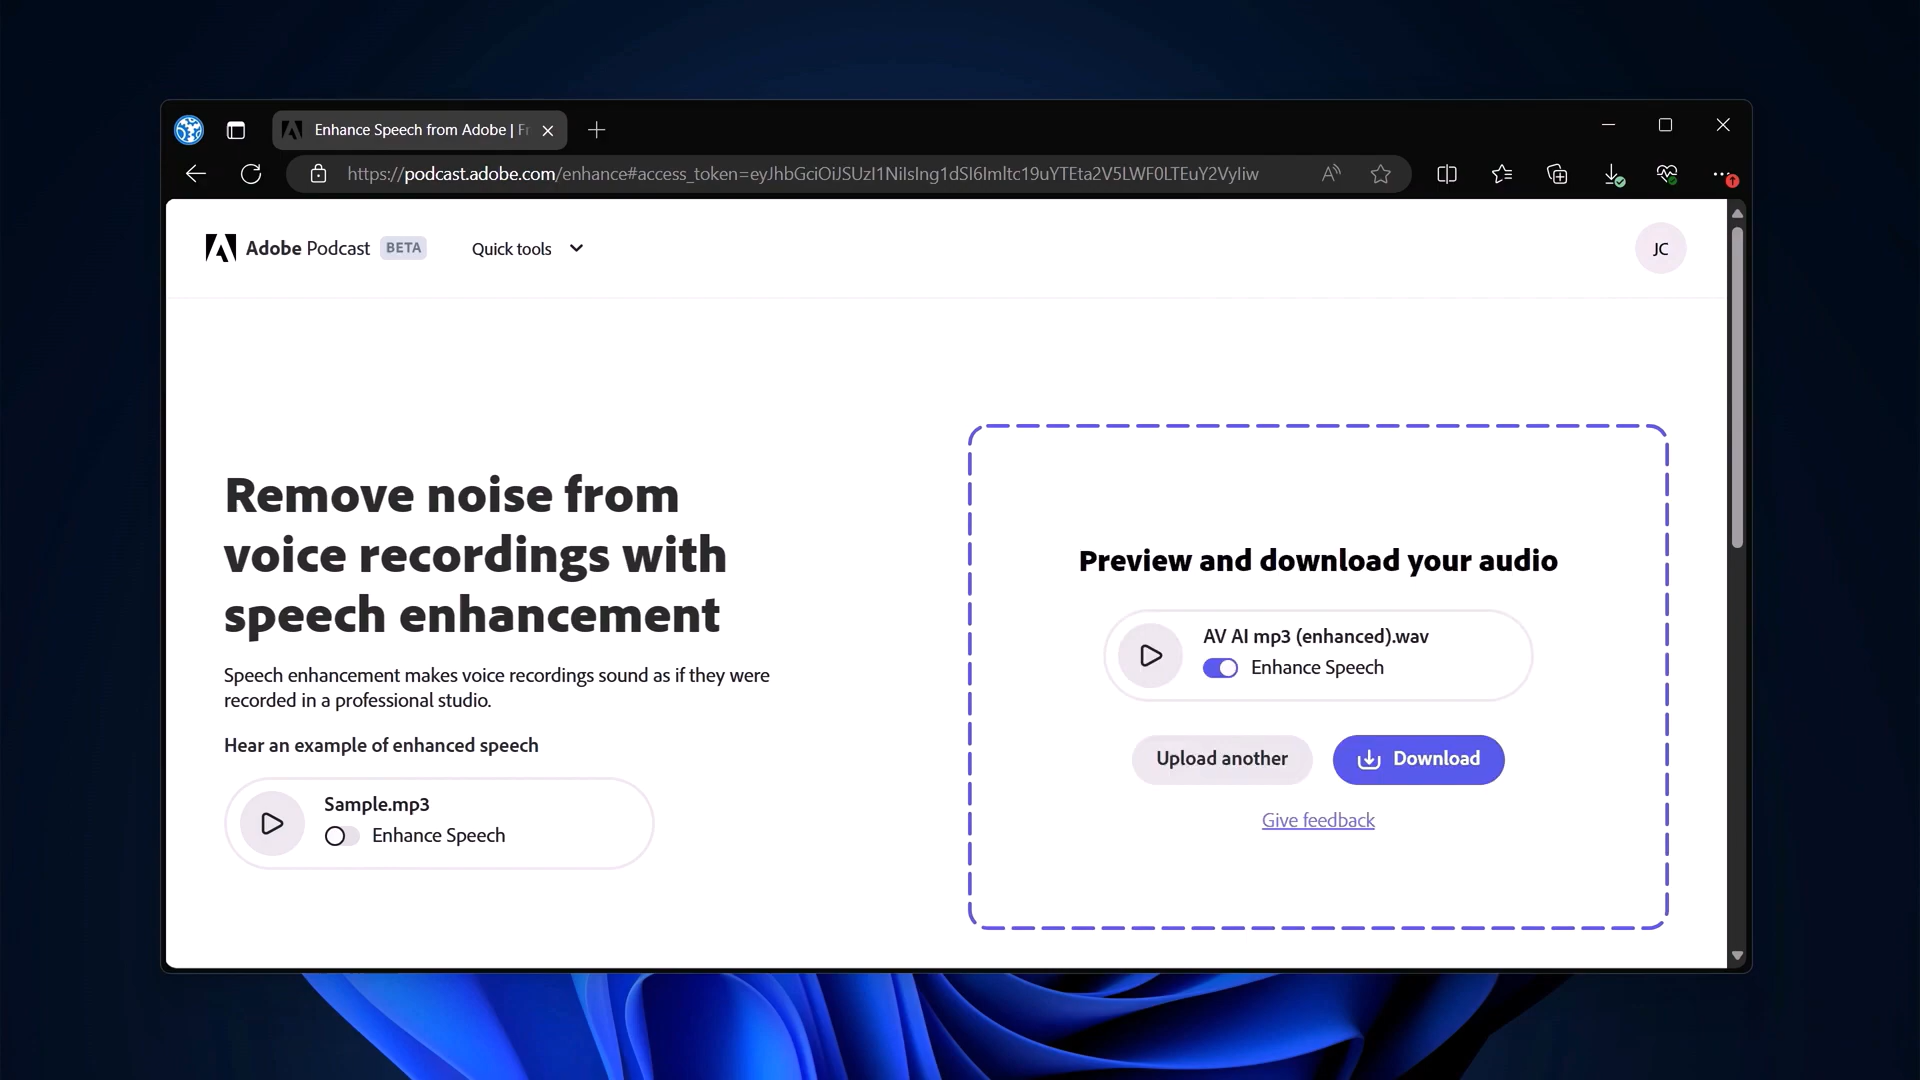 Enhance Speech from Adobe | Fr
https://podcast.adobe.com/enhance#access_token=
Adobe Podcast BETA
Quick tools
JC
Remove noise from
voice recordings with
speech enhancement
Speech enhancement makes voice recordings sound as if they were
recorded in a professional studio.
Hear an example of enhanced speech
Sample.mp3
Enhance Speech
Preview and download your audio
AV AI mp3 (enhanced).wav
Enhance Speech
Upload another
Download
Give feedback